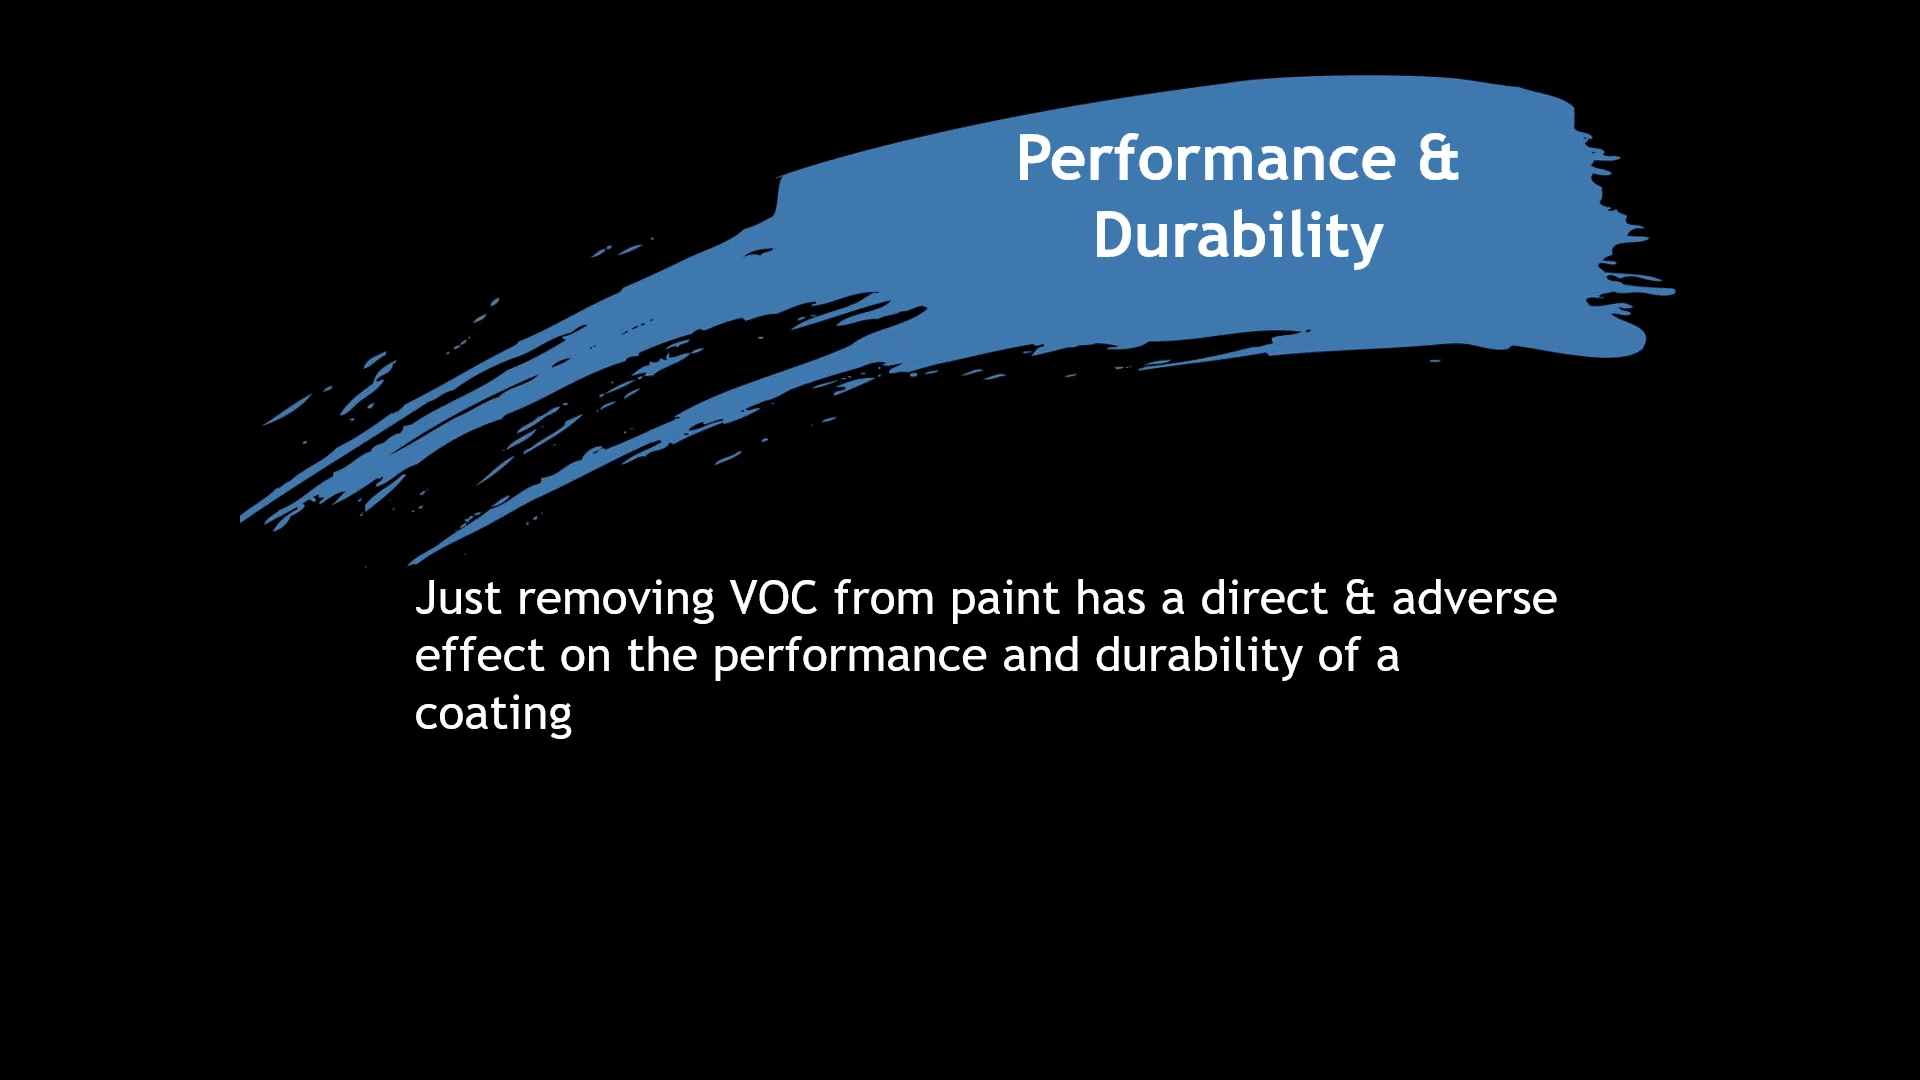 Performance &
Durability
Just removing VOC from paint has a direct & adverse
effect on the performance and durability of a
coating